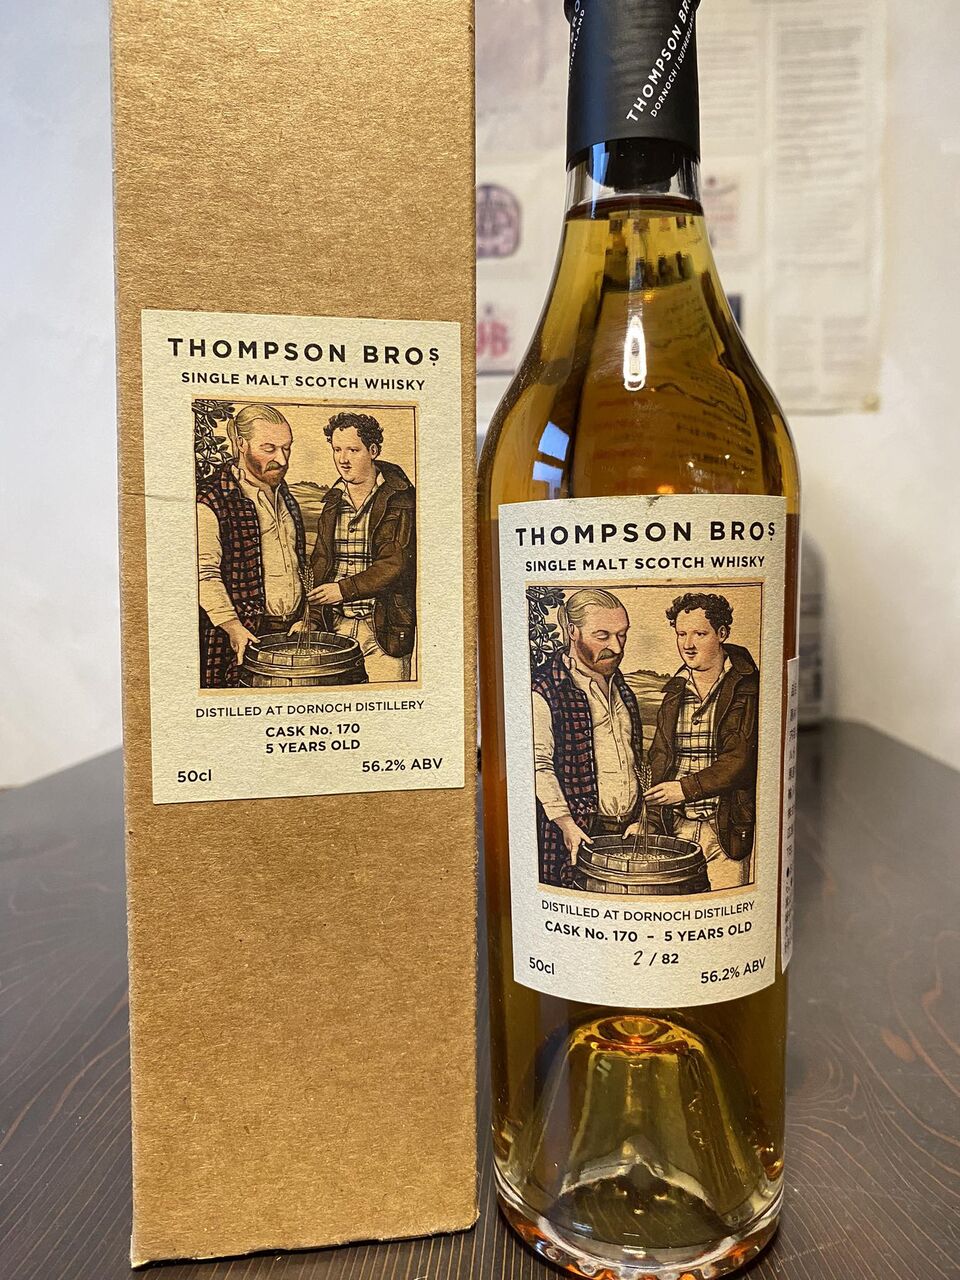 THOMPSON BROS
SINGLE MALT SCOTCH WHISKY
DISTILLED AT DORNOCH DISTILLERY
CASK No. 170
5 YEARS OLD
50cl
56.2% ABV
THOMPSON BR
DORNOCH | SUTHERLAND
THOMPSON BROS
SINGLE MALT SCOTCH WHISKY
DISTILLED AT DORNOCH DISTILLERY
CASK No. 170 – 5 YEARS OLD
2 / 82
50cl
56.2% ABV